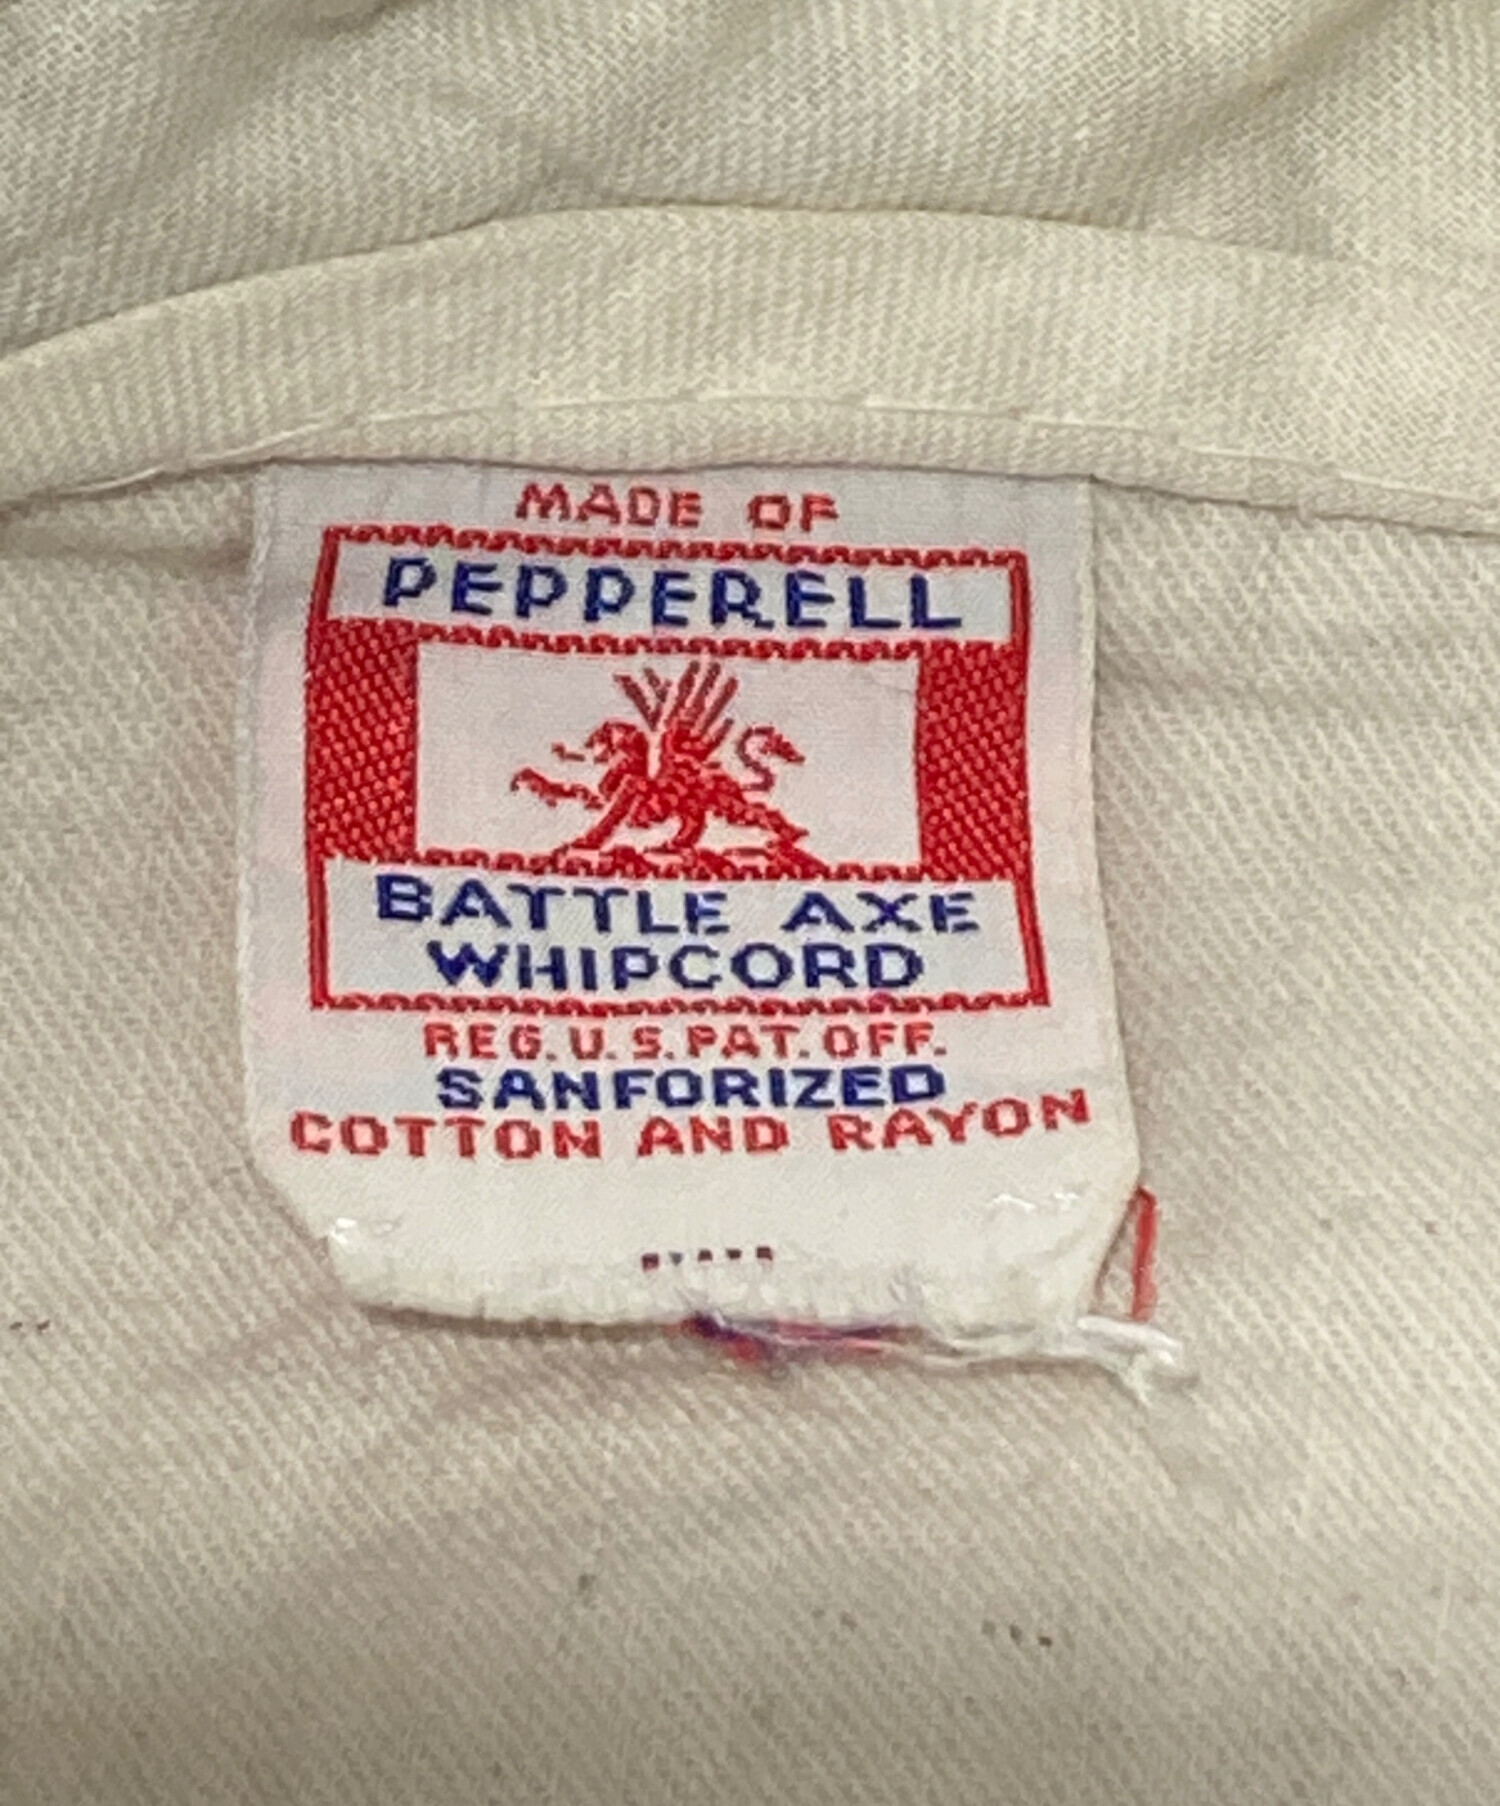 MADE OF
PEPPERELL
BATTLE AXE
WHIPCORD
REG. U. S. PAT. OFF.
SANFORIZED
COTTON AND RAYON